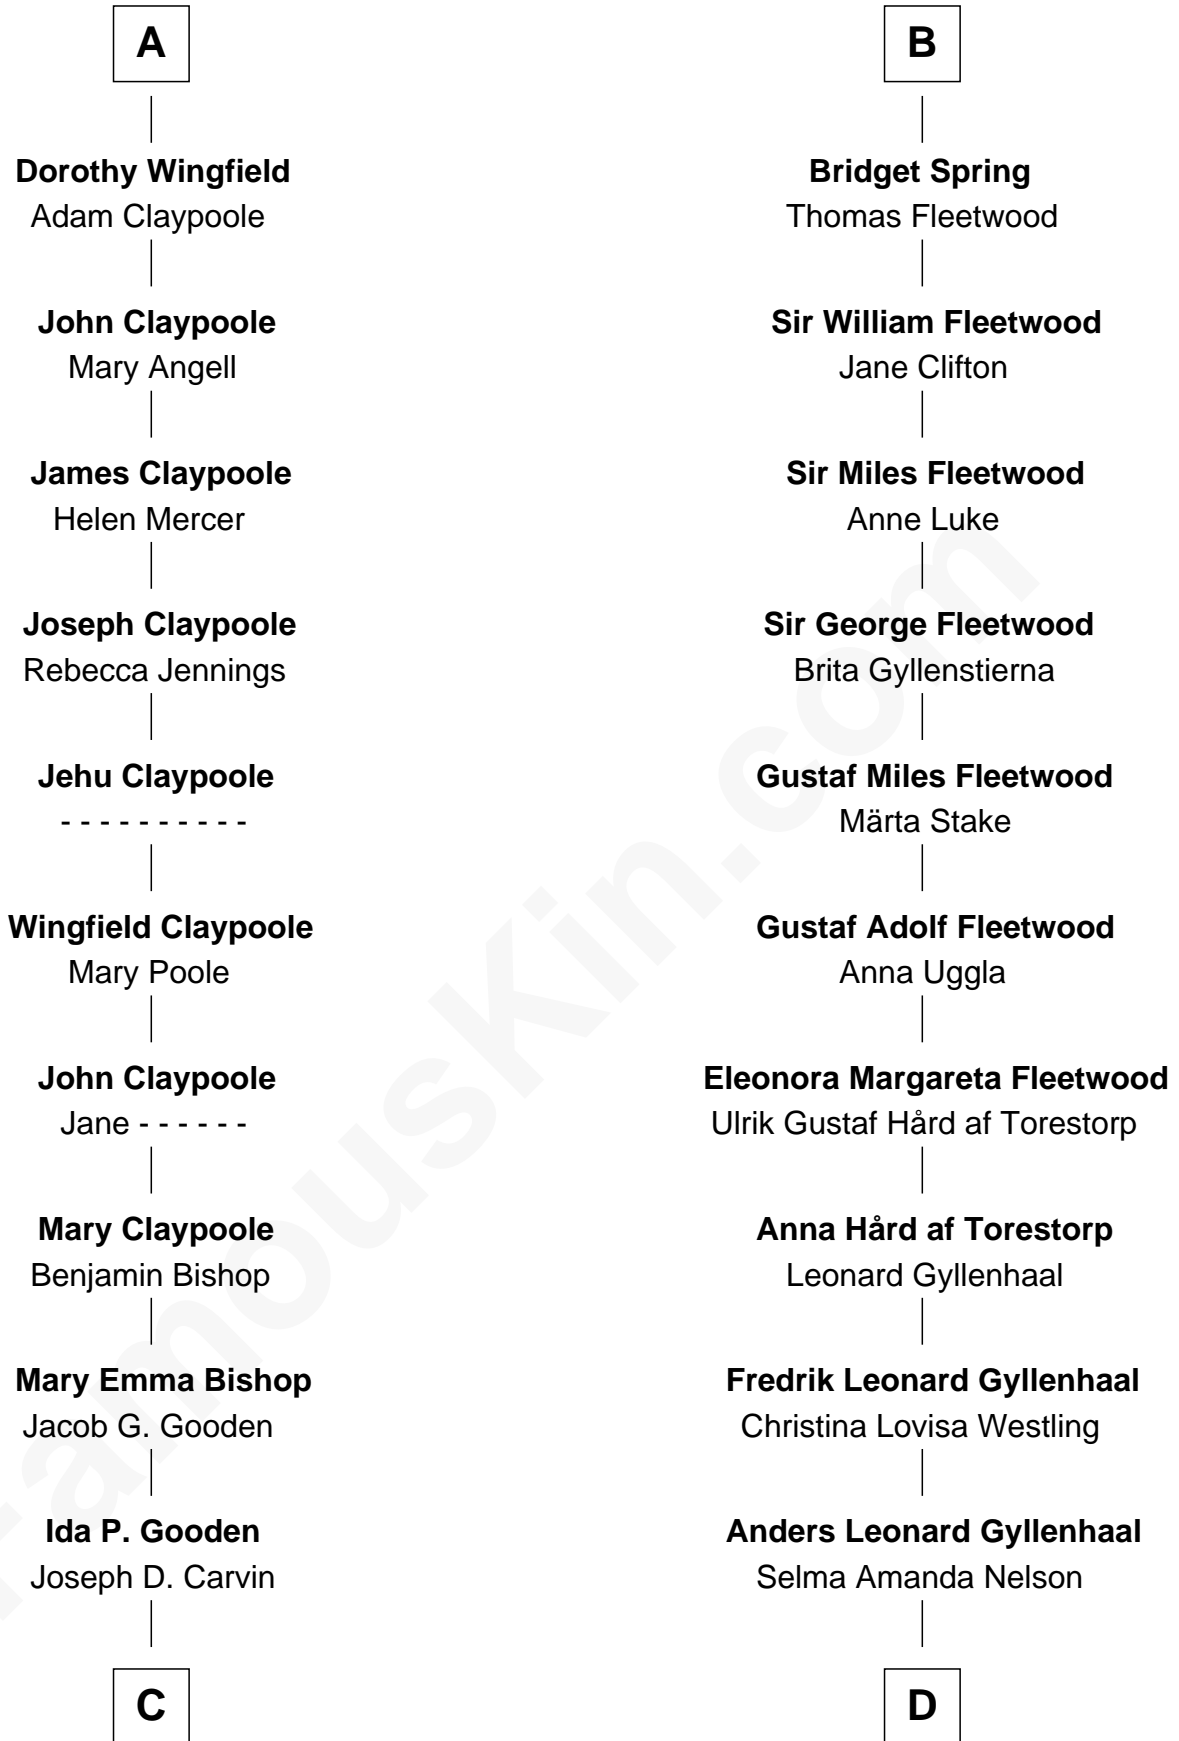 A
Dorothy Wingfield
Adam Claypoole
John Claypoole
Mary Angell
James Claypoole
Helen Mercer
Joseph Claypoole
Rebecca Jennings
Jehu Claypoole
- - - - - - - - - -
Wingfield Claypoole
Mary Poole
John Claypoole
Jane - - - - - -
Mary Claypoole
Benjamin Bishop
Mary Emma Bishop
Jacob G. Gooden
Ida P. Gooden
Joseph D. Carvin
C
B
Bridget Spring
Thomas Fleetwood
Sir William Fleetwood
Jane Clifton
Sir Miles Fleetwood
Anne Luke
Sir George Fleetwood
Brita Gyllenstierna
Gustaf Miles Fleetwood
Märta Stake
Gustaf Adolf Fleetwood
Anna Uggla
Eleonora Margareta Fleetwood
Ulrik Gustaf Hård af Torestorp
Anna Hård af Torestorp
Leonard Gyllenhaal
Fredrik Leonard Gyllenhaal
Christina Lovisa Westling
Anders Leonard Gyllenhaal
Selma Amanda Nelson
D
FamousKin.com